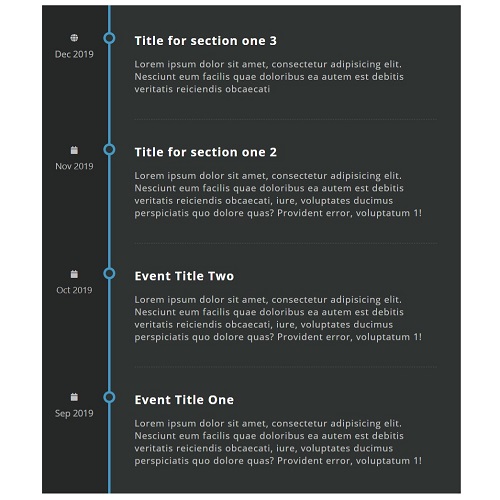 Title for section one 3
Dec 2019
Lorem ipsum dolor sit amet, consectetur adipisicing elit.
Nesciunt eum facilis quae doloribus ea autem est debitis
veritatis reiciendis obcaecati
Title for section one 2
Nov 2019
Lorem ipsum dolor sit amet, consectetur adipisicing elit.
Nesciunt eum facilis quae doloribus ea autem est debitis
veritatis reiciendis obcaecati, iure, voluptates ducimus
perspiciatis quo dolore quas? Provident error, voluptatum 1!
Event Title Two
Oct 2019
Lorem ipsum dolor sit amet, consectetur adipisicing elit.
Nesciunt eum facilis quae doloribus ea autem est debitis
veritatis reiciendis obcaecati, iure, voluptates ducimus
perspiciatis quo dolore quas? Provident error, voluptatum 1!
Event Title One
Sep 2019
Lorem ipsum dolor sit amet, consectetur adipisicing elit.
Nesciunt eum facilis quae doloribus ea autem est debitis
veritatis reiciendis obcaecati, iure, voluptates ducimus
perspiciatis quo dolore quas? Provident error, voluptatum 1!